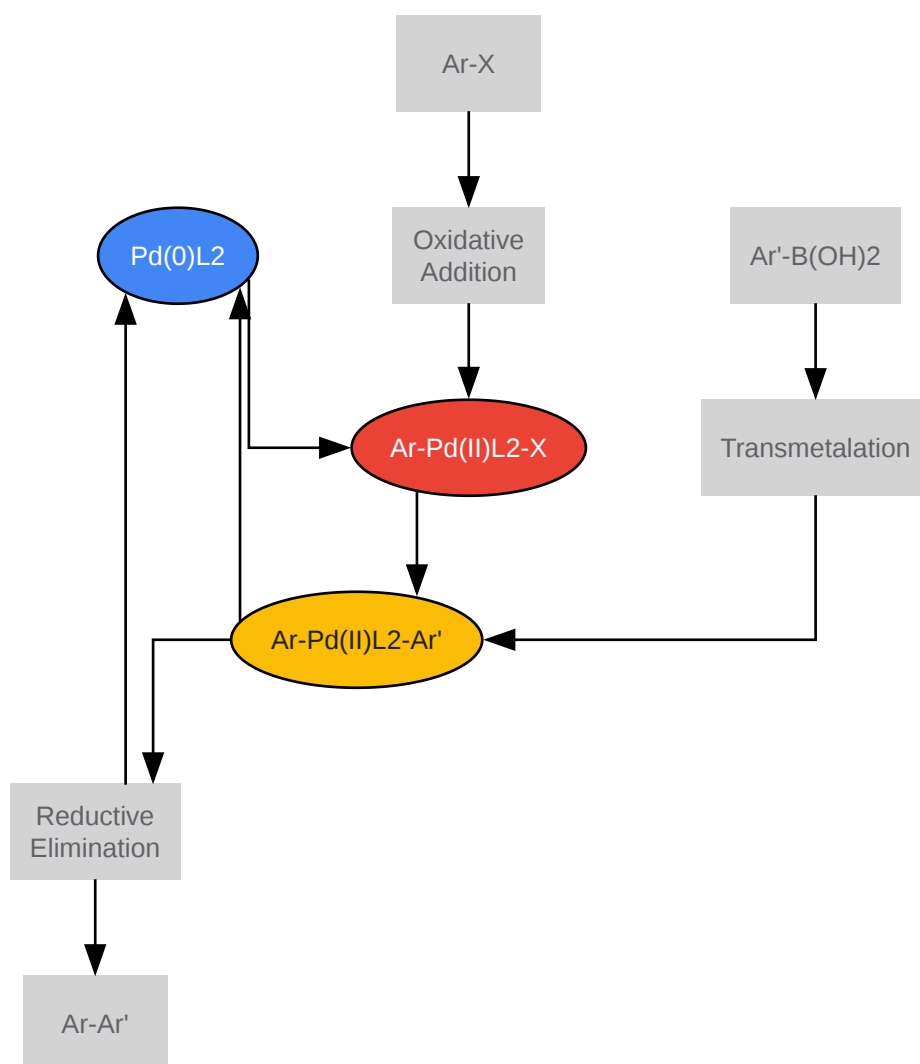 Ar-X
Pd(0)L2
Oxidative
Addition
Ar'-B(OH)2
Ar-Pd(II)L2-X
Transmetalation
Ar-Pd(II)L2-Ar'
Reductive
Elimination
Ar-Ar'